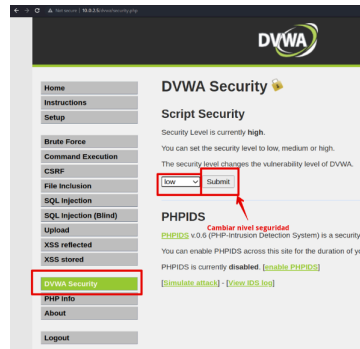 Not secure | 10.0.2.5/dvwa/security.php
DVWA
Home
Instructions
Setup
Brute Force
Command Execution
CSRF
File Inclusion
SQL Injection
SQL Injection (Blind)
Upload
XSS reflected
XSS stored
DVWA Security
PHP Info
About
Logout
DVWA Security
Script Security
Security Level is currently high.
You can set the security level to low, medium or high.
The security level changes the vulnerability level of DVWA.
low Submit
Cambiar nivel seguridad
PHPIDS
PHPIDS v.0.6 (PHP-Intrusion Detection System) is a security
You can enable PHPIDS across this site for the duration of
PHPIDS is currently disabled. [enable PHPIDS]
[Simulate attack] - [View IDS log]